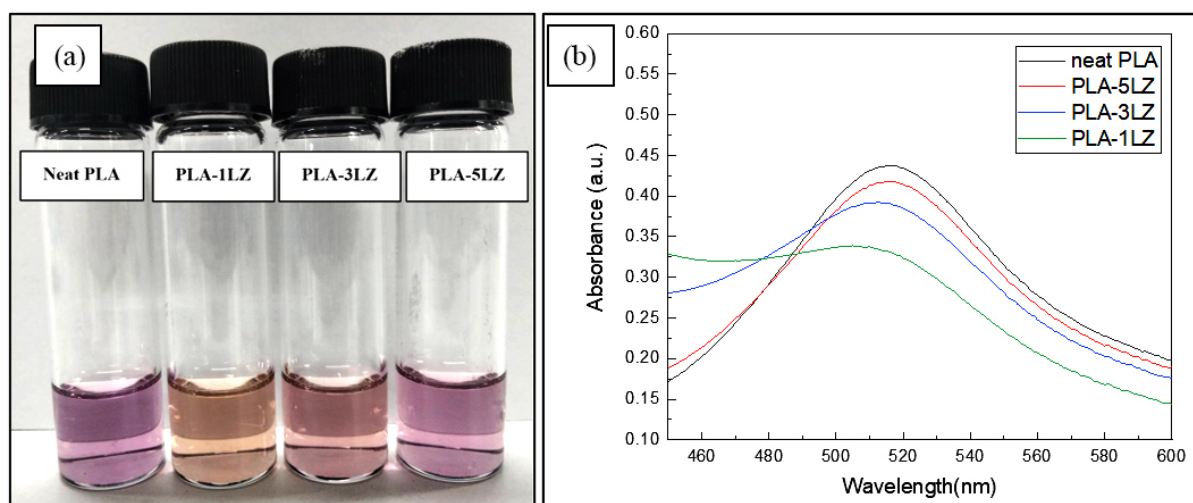 (a)
Neat PLA
PLA-1LZ
PLA-3LZ
PLA-5LZ
(b)
neat PLA
PLA-5LZ
PLA-3LZ
PLA-1LZ
0.60
0.55
0.50
0.45
0.40
0.35
0.30
0.25
0.20
0.15
0.10
Absorbance (a.u.)
460 480 500 520 540 560 580 600
Wavelength(nm)